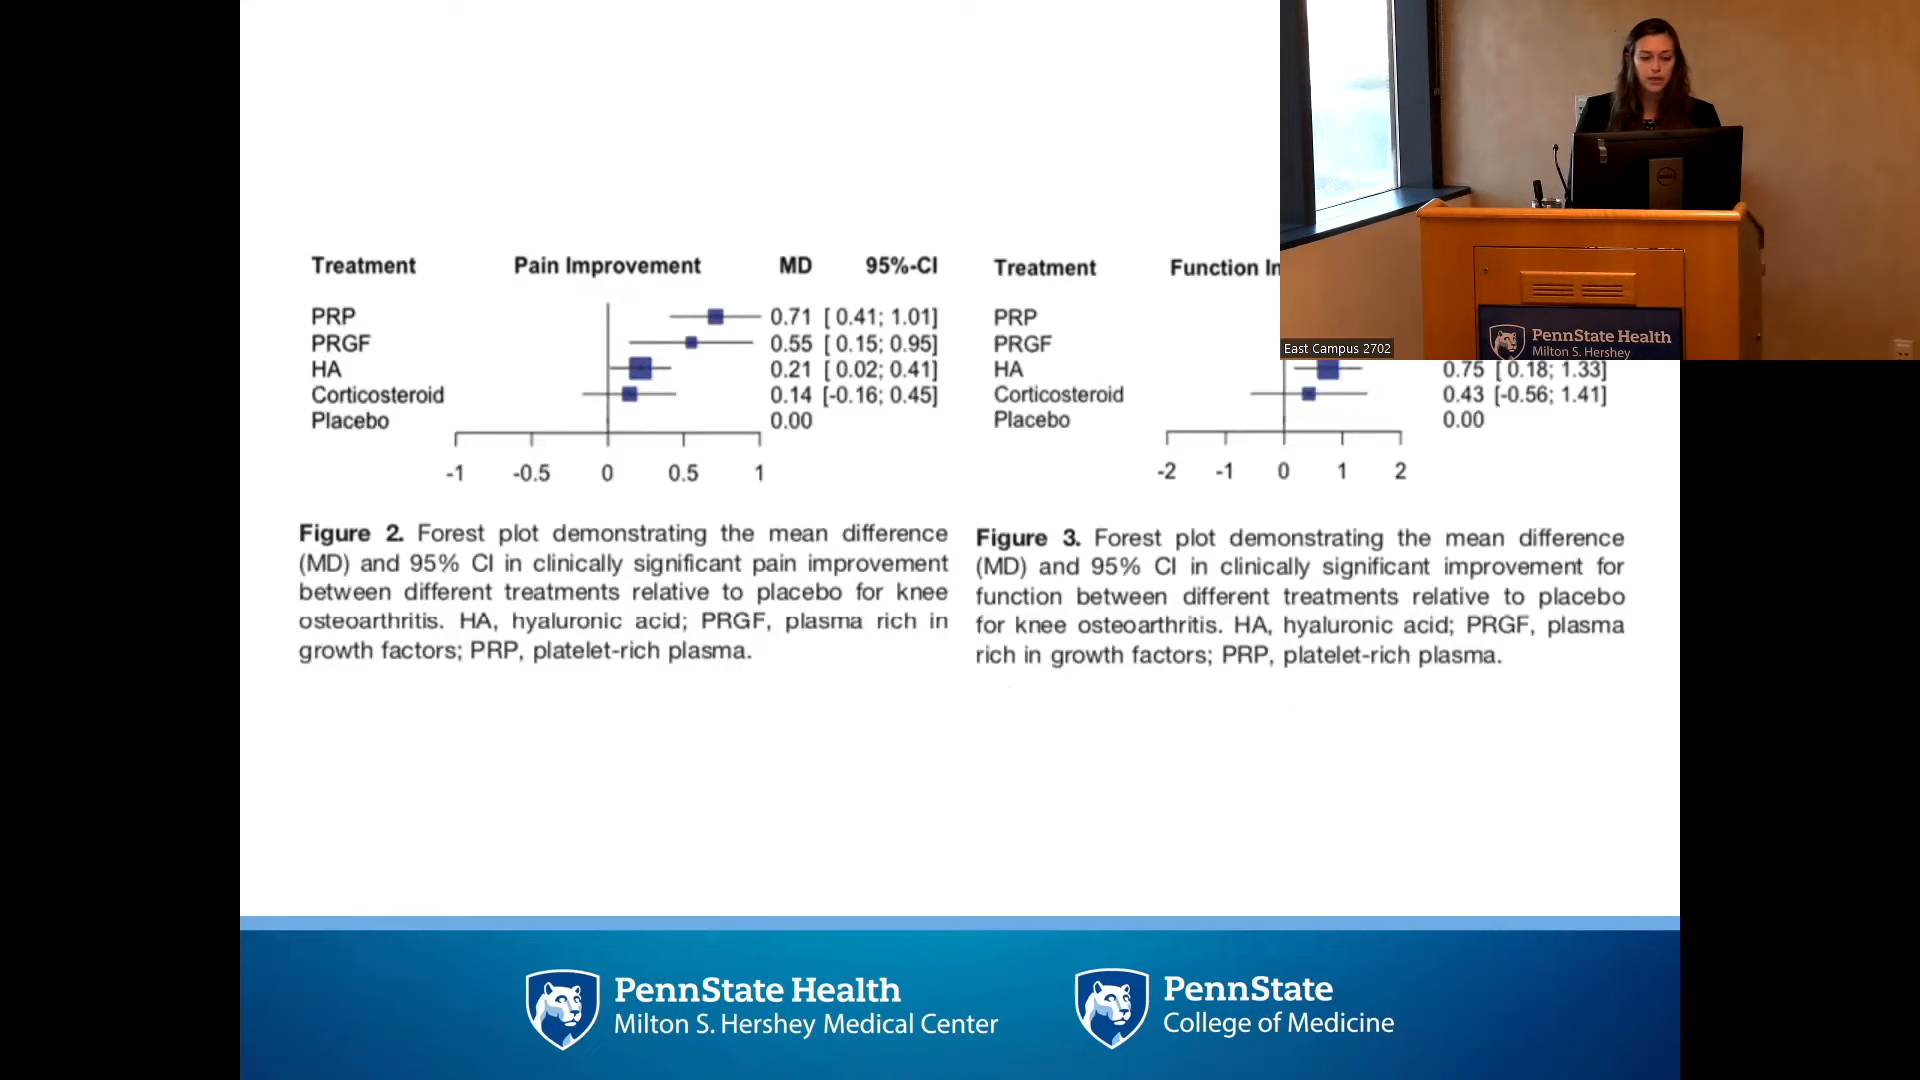 Treatment Pain Improvement MD 95%-CI
PRP 0.71 [ 0.41; 1.01]
PRGF 0.55 [ 0.15; 0.95]
HA 0.21 [ 0.02; 0.41]
Corticosteroid 0.14 [-0.16; 0.45]
Placebo 0.00
-1 -0.5 0 0.5 1
Figure 2. Forest plot demonstrating the mean difference
(MD) and 95% CI in clinically significant pain improvement
between different treatments relative to placebo for knee
osteoarthritis. HA, hyaluronic acid; PRGF, plasma rich in
growth factors; PRP, platelet-rich plasma.
Treatment Function
PRP
PRGF
HA 0.75 [ 0.18; 1.33]
Corticosteroid 0.43 [-0.56; 1.41]
Placebo 0.00
-2 -1 0 1 2
Figure 3. Forest plot demonstrating the mean difference
(MD) and 95% CI in clinically significant improvement for
function between different treatments relative to placebo
for knee osteoarthritis. HA, hyaluronic acid; PRGF, plasma
rich in growth factors; PRP, platelet-rich plasma.
PennState Health
Milton S. Hershey
East Campus 2702
PennState Health
Milton S. Hershey Medical Center
PennState
College of Medicine